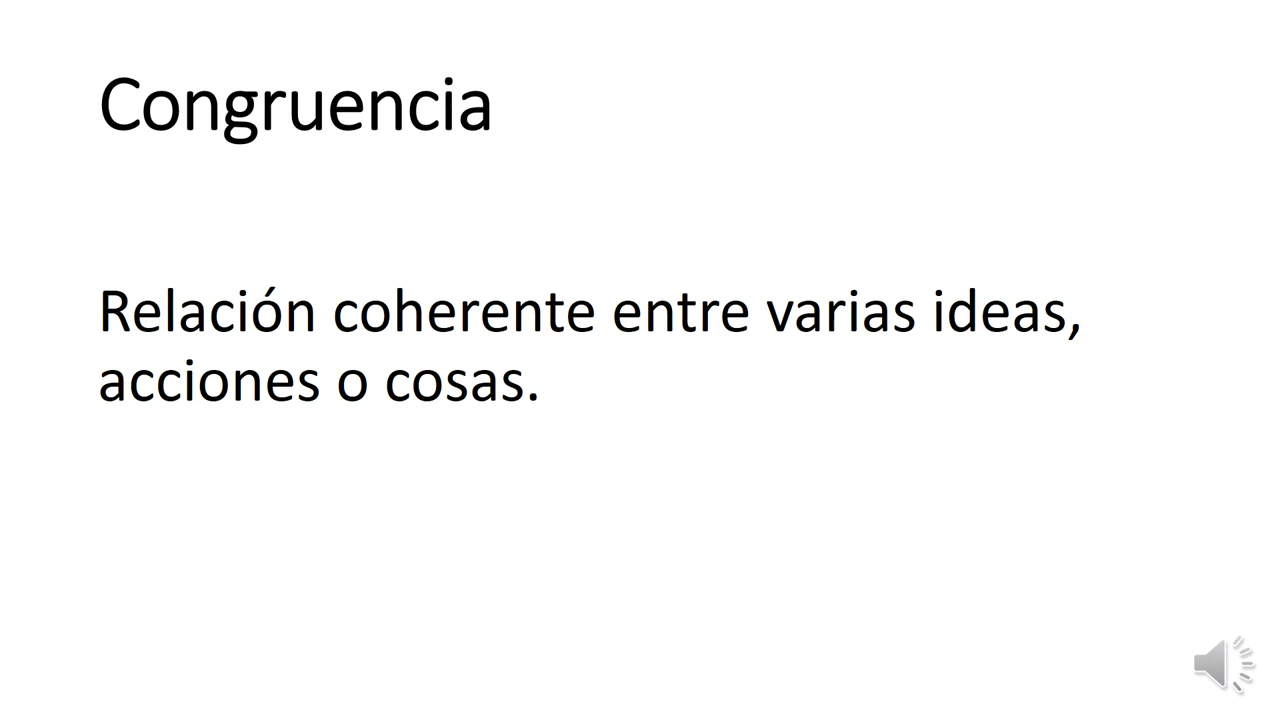 Congruencia
Relación coherente entre varias ideas,
acciones o cosas.